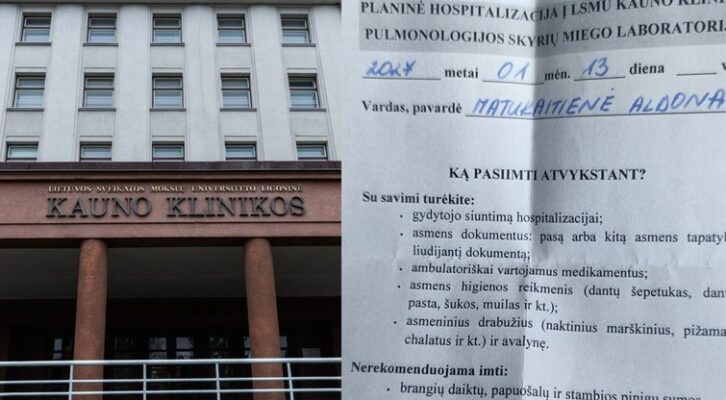 LIETUVOS SVEIKATOS MOKSLŲ UNIVERSITETO LIGONINĖ
KAUNO KLINIKOS
PLANINĖ HOSPITALIZACIJA Į LSMU KAUNO KLINI
PULMONOLOGIJOS SKYRIŲ MIEGO LABORATORI
2027 metai 01 mėn. 13 diena
Vardas, pavardė MATUKAITIENĖ ALDONA
KĄ PASIIMTI ATVYKSTANT?
Su savimi turėkite:
· gydytojo siuntimą hospitalizacijai;
· asmens dokumentus: pasą arba kitą asmens tapatyb
liudijantį dokumentą;
· ambulatoriškai vartojamus medikamentus;
· asmens higienos reikmenis (dantų šepetukas, dant
pasta, šukos, muilas ir kt.);
· asmeninius drabužius (naktinius marškinius, pižama
chalatus ir kt.) ir avalynę.
Nerekomenduojama imti:
· brangių daiktų, papuošalų ir stambios pinigų sumos